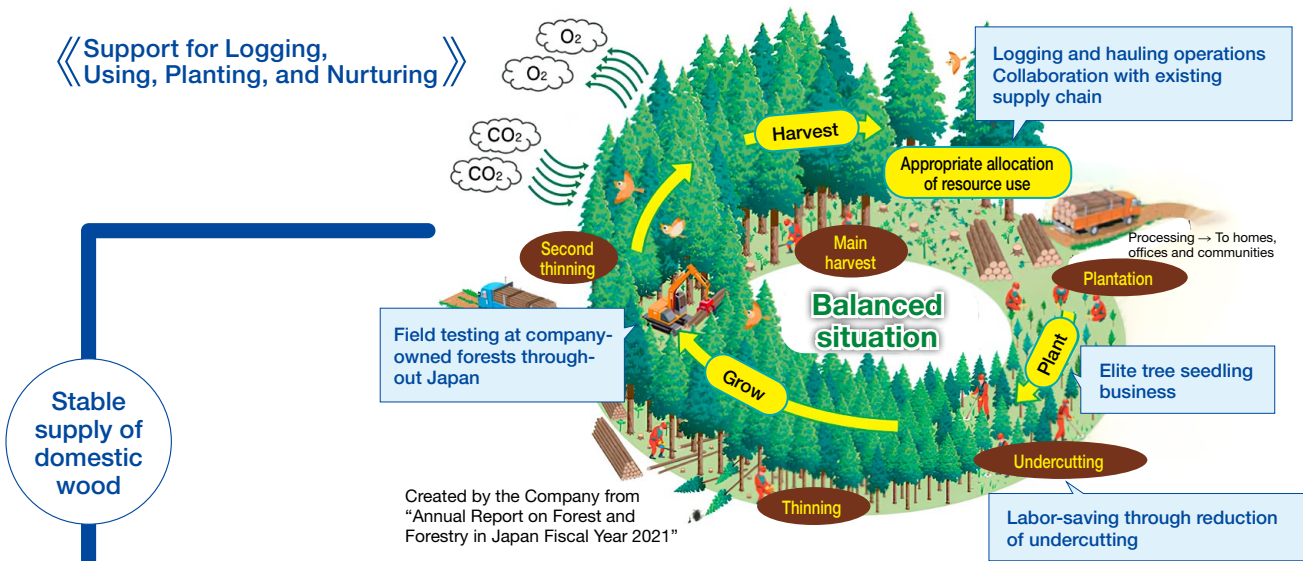 《Support for Logging,
Using, Planting, and Nurturing》
O₂
O₂
CO₂
CO₂
Harvest
Logging and hauling operations
Collaboration with existing
supply chain
Appropriate allocation
of resource use
Second
thinning
Main
harvest
Processing → To homes,
offices and communities
Plantation
Balanced
situation
Field testing at company-
owned forests through-
out Japan
Plant
Elite tree seedling
business
Grow
Stable
supply of
domestic
wood
Undercutting
Thinning
Labor-saving through reduction
of undercutting
Created by the Company from
“Annual Report on Forest and
Forestry in Japan Fiscal Year 2021”